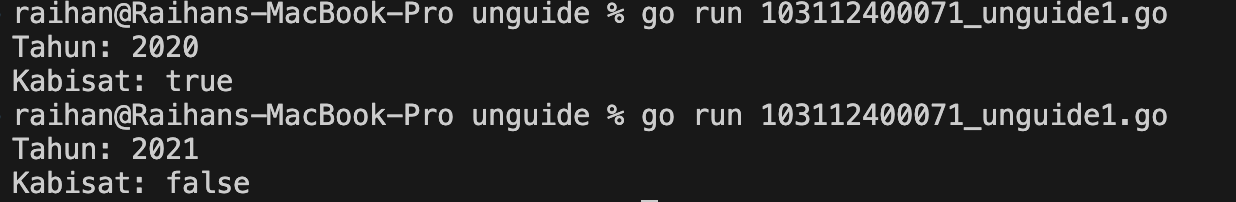 raihan@Raihans-MacBook-Pro unguide % go run 103112400071_unguide1.go
Tahun: 2020
Kabisat: true
raihan@Raihans-MacBook-Pro unguide % go run 103112400071_unguide1.go
Tahun: 2021
Kabisat: false